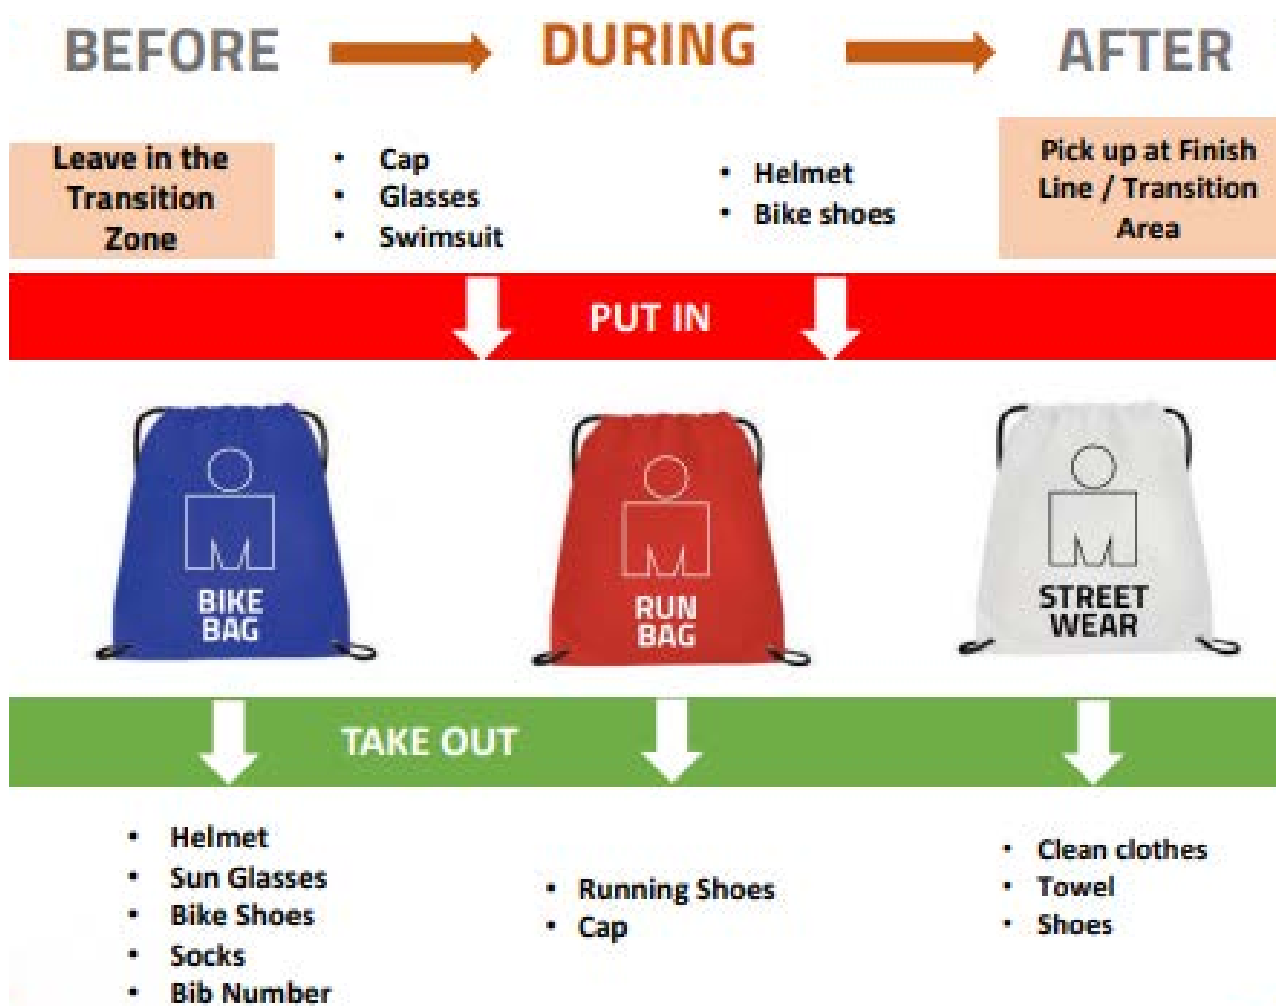 BEFORE
DURING
AFTER
Leave in the
Transition
Zone
• Cap
• Glasses
• Swimsuit
• Helmet
• Bike shoes
Pick up at Finish
Line / Transition
Area
PUT IN
BIKE
BAG
RUN
BAG
STREET
WEAR
TAKE OUT
• Helmet
• Sun Glasses
• Bike Shoes
• Socks
• Bib Number
• Running Shoes
• Cap
• Clean clothes
• Towel
• Shoes